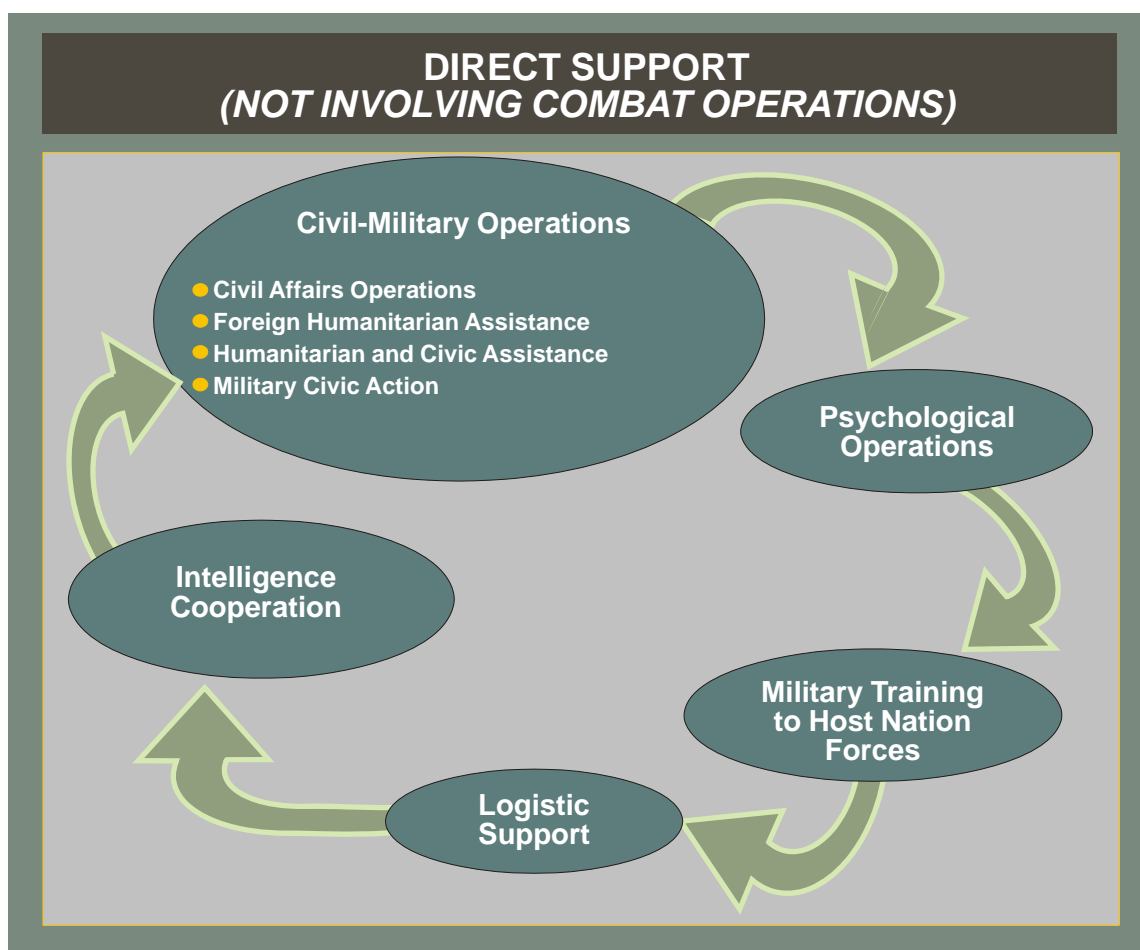 DIRECT SUPPORT
(NOT INVOLVING COMBAT OPERATIONS)
Civil-Military Operations
Civil Affairs Operations
Foreign Humanitarian Assistance
Humanitarian and Civic Assistance
Military Civic Action
Psychological
Operations
Military Training
to Host Nation
Forces
Logistic
Support
Intelligence
Cooperation